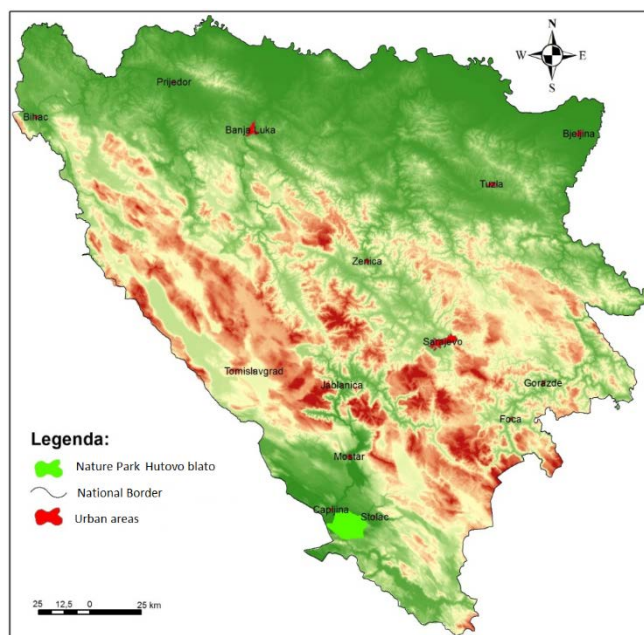 N
W E
S
Prijedor
Bihac
Banja Luka
Bjeljina
Tuzla
Zenica
Sarajevo
Tomislavgrad
Jablanica
Gorazde
Foca
Legenda:
Nature Park Hutovo blato
Mostar
National Border
Capljina
Stolac
Urban areas
25 12,5 0 25 km